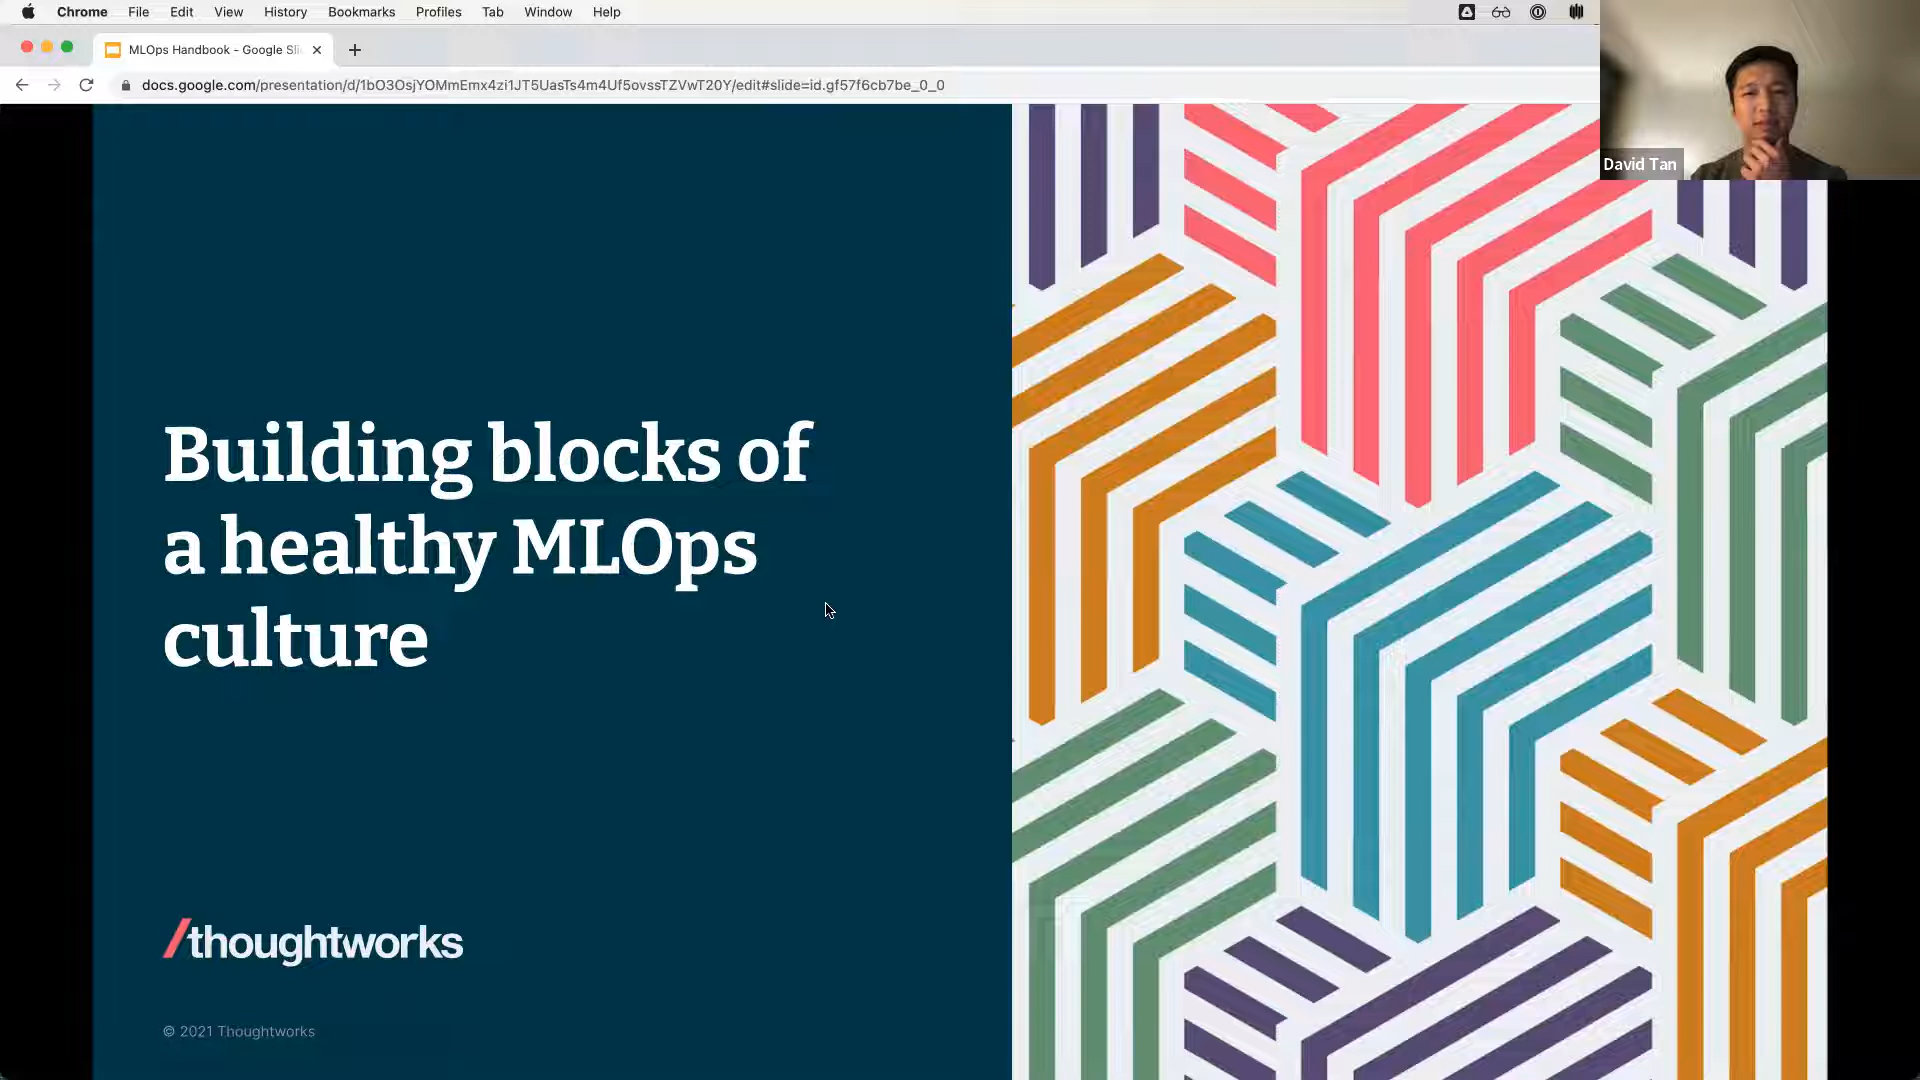 Chrome File Edit View History Bookmarks Profiles Tab Window Help
MLOps Handbook - Google Sli
docs.google.com/presentation/d/1bO3OsjYOMmEmx4zi1JT5UasTs4m4Uf5ovssTZVwT20Y/edit#slide=id.gf57f6cb7be_0_0
David Tan
Building blocks of
a healthy MLOps
culture
/thoughtworks
© 2021 Thoughtworks